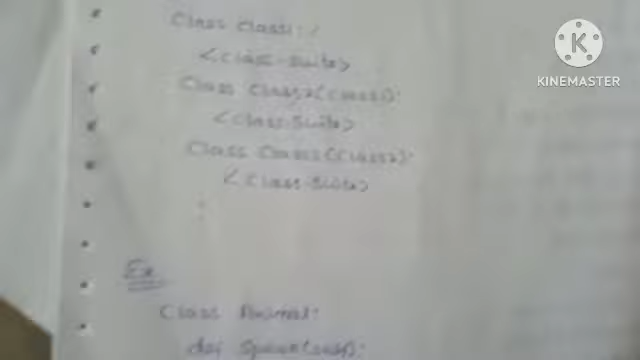 Class Class1:
<class-suite>
Class Class2(Class1):
<class-suite>
Class Class3(Class2):
<class-suite>
:
Ex
Class Animal:
def Speak(self):
K
KINEMASTER